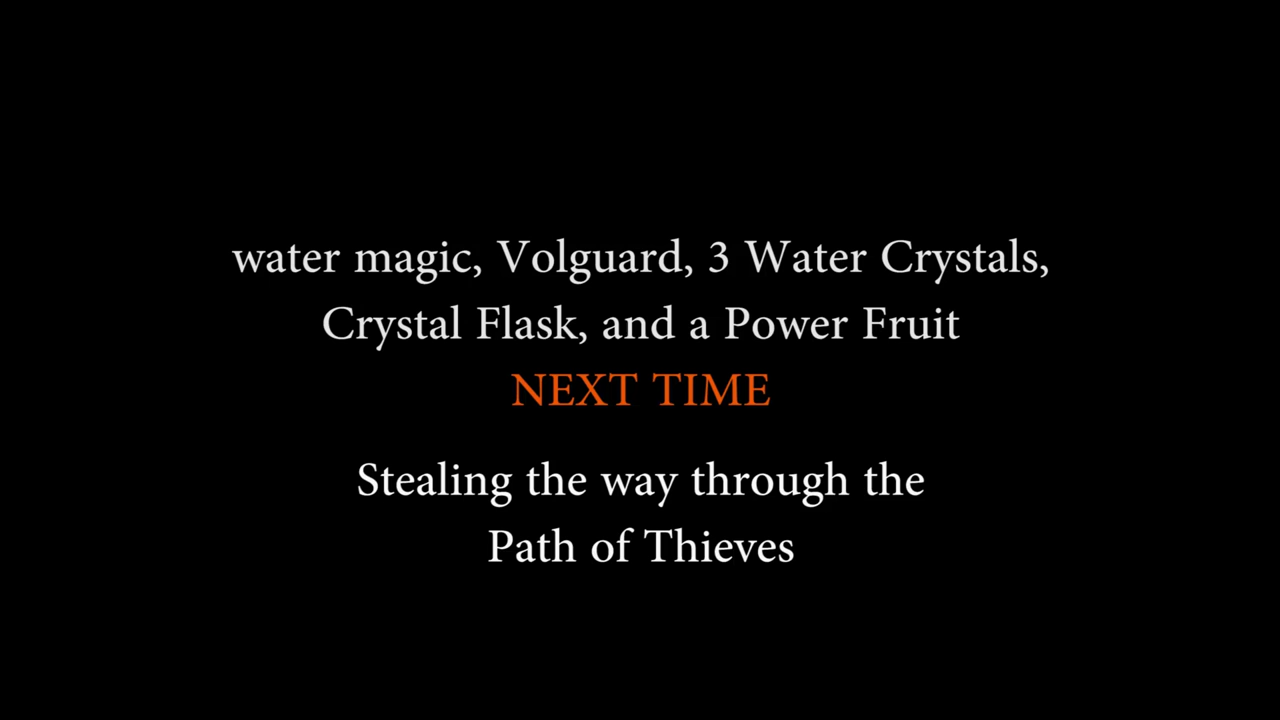 water magic, Volguard, 3 Water Crystals,
Crystal Flask, and a Power Fruit
NEXT TIME
Stealing the way through the
Path of Thieves